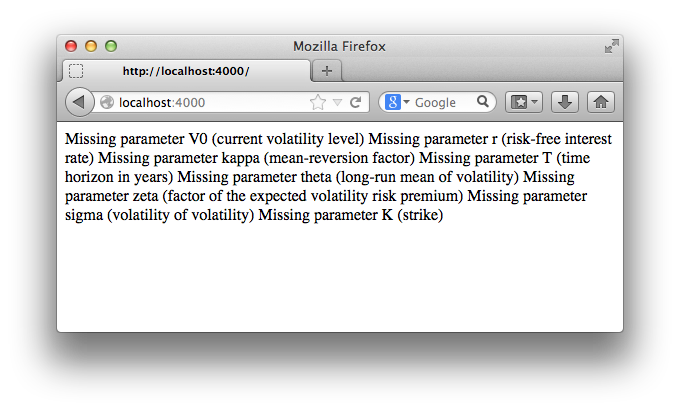 Mozilla Firefox
http://localhost:4000/
localhost:4000
Google
Missing parameter V0 (current volatility level) Missing parameter r (risk-free interest
rate) Missing parameter kappa (mean-reversion factor) Missing parameter T (time
horizon in years) Missing parameter theta (long-run mean of volatility) Missing
parameter zeta (factor of the expected volatility risk premium) Missing parameter
sigma (volatility of volatility) Missing parameter K (strike)